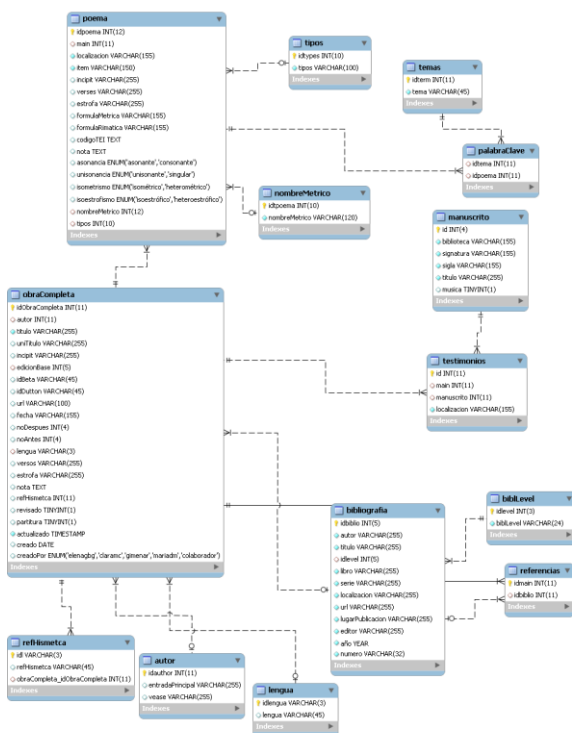 poema
idpoema INT(12)
main INT(11)
localizacion VARCHAR(155)
item VARCHAR(150)
incipit VARCHAR(255)
verses VARCHAR(255)
estrofa VARCHAR(255)
formulaMetrica VARCHAR(155)
formulaRimatica VARCHAR(155)
codigoTEI TEXT
nota TEXT
asonancia ENUM('asonante','consonante')
unisonancia ENUM('unisonante','singular')
isometrismo ENUM('isométrico','heterométrico')
isoestrofismo ENUM('isoestrófico','heteroestrófico')
nombreMetrico INT(12)
tipos INT(10)
Indexes
tipos
idtypes INT(10)
tipos VARCHAR(100)
Indexes
temas
idterm INT(11)
tema VARCHAR(45)
Indexes
palabraClave
idtema INT(11)
idpoema INT(11)
Indexes
nombreMetrico
idtpoema INT(10)
nombreMetrico VARCHAR(120)
Indexes
manuscrito
id INT(4)
biblioteca VARCHAR(155)
signatura VARCHAR(155)
sigla VARCHAR(155)
titulo VARCHAR(255)
musica TINYINT(1)
Indexes
obraCompleta
idObraCompleta INT(11)
autor INT(11)
titulo VARCHAR(255)
uniTitulo VARCHAR(255)
incipit VARCHAR(255)
edicionBase INT(5)
idBeta VARCHAR(45)
idDutton VARCHAR(45)
url VARCHAR(100)
fecha VARCHAR(155)
noDespues INT(4)
noAntes INT(4)
lengua VARCHAR(3)
versos VARCHAR(255)
estrofa VARCHAR(255)
nota TEXT
refHismetca INT(11)
revisado TINYINT(1)
partitura TINYINT(1)
actualizado TIMESTAMP
creado DATE
creadoPor ENUM('elenagbg','claramc','gimenar','mariadm','colaborador')
Indexes
testimonios
id INT(11)
main INT(11)
manuscrito INT(11)
localizacion VARCHAR(155)
Indexes
bibliografia
idbiblio INT(5)
autor VARCHAR(255)
titulo VARCHAR(255)
idlevel INT(5)
libro VARCHAR(255)
serie VARCHAR(255)
localizacion VARCHAR(255)
url VARCHAR(255)
lugarPublicacion VARCHAR(255)
editor VARCHAR(255)
año YEAR
numero VARCHAR(32)
Indexes
biblLevel
idlevel INT(3)
biblLevel VARCHAR(24)
Indexes
referencias
idmain INT(11)
idbiblio INT(11)
Indexes
refHismetca
id VARCHAR(3)
refHismetca VARCHAR(45)
obraCompleta_idObraCompleta INT(11)
Indexes
autor
idauthor INT(11)
entradaPrincipal VARCHAR(255)
vease VARCHAR(255)
Indexes
lengua
idlengua VARCHAR(3)
lengua VARCHAR(45)
Indexes